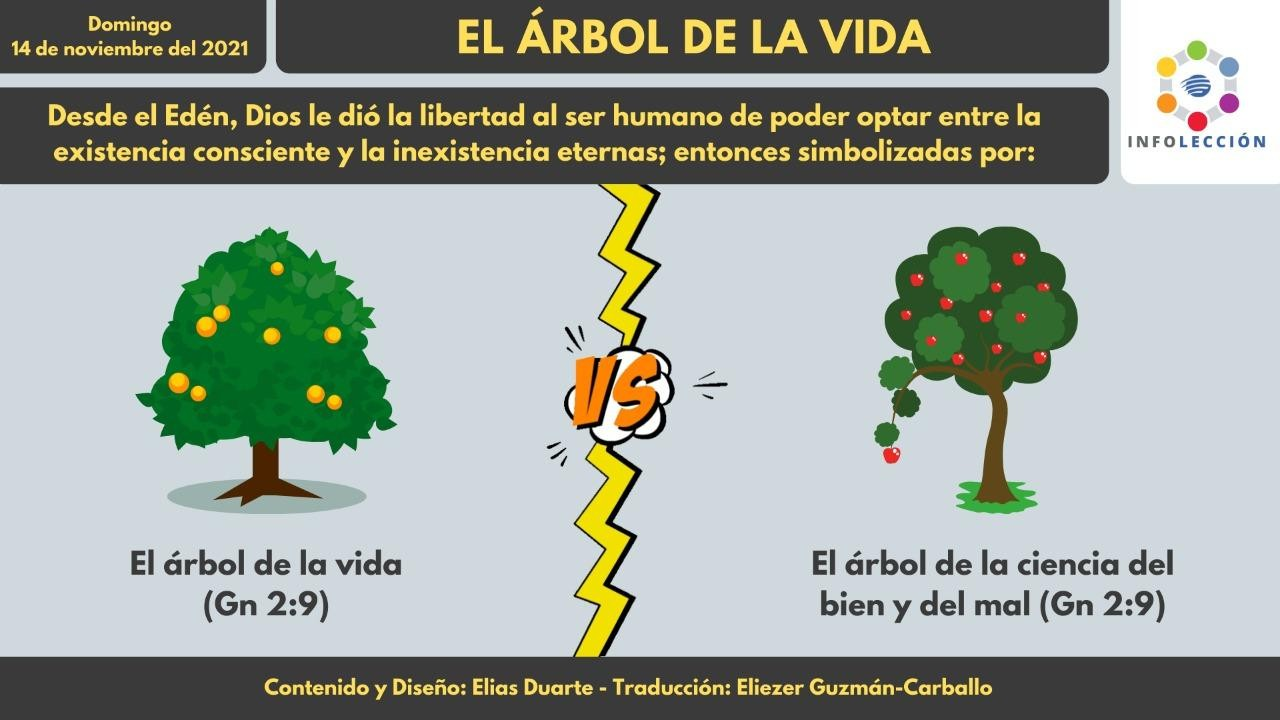 Domingo
14 de noviembre del 2021
EL ÁRBOL DE LA VIDA
INFOLECCIÓN
Desde el Edén, Dios le dió la libertad al ser humano de poder optar entre la
existencia consciente y la inexistencia eternas; entonces simbolizadas por:
VS
El árbol de la vida
(Gn 2:9)
El árbol de la ciencia del
bien y del mal (Gn 2:9)
Contenido y Diseño: Elias Duarte - Traducción: Eliezer Guzmán-Carballo